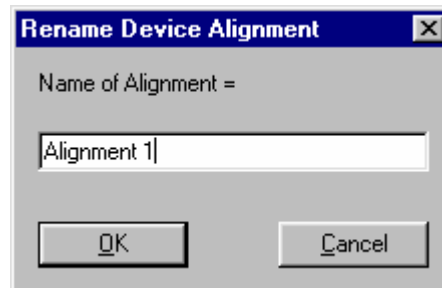 Rename Device Alignment
Name of Alignment =
Alignment 1
OK
Cancel